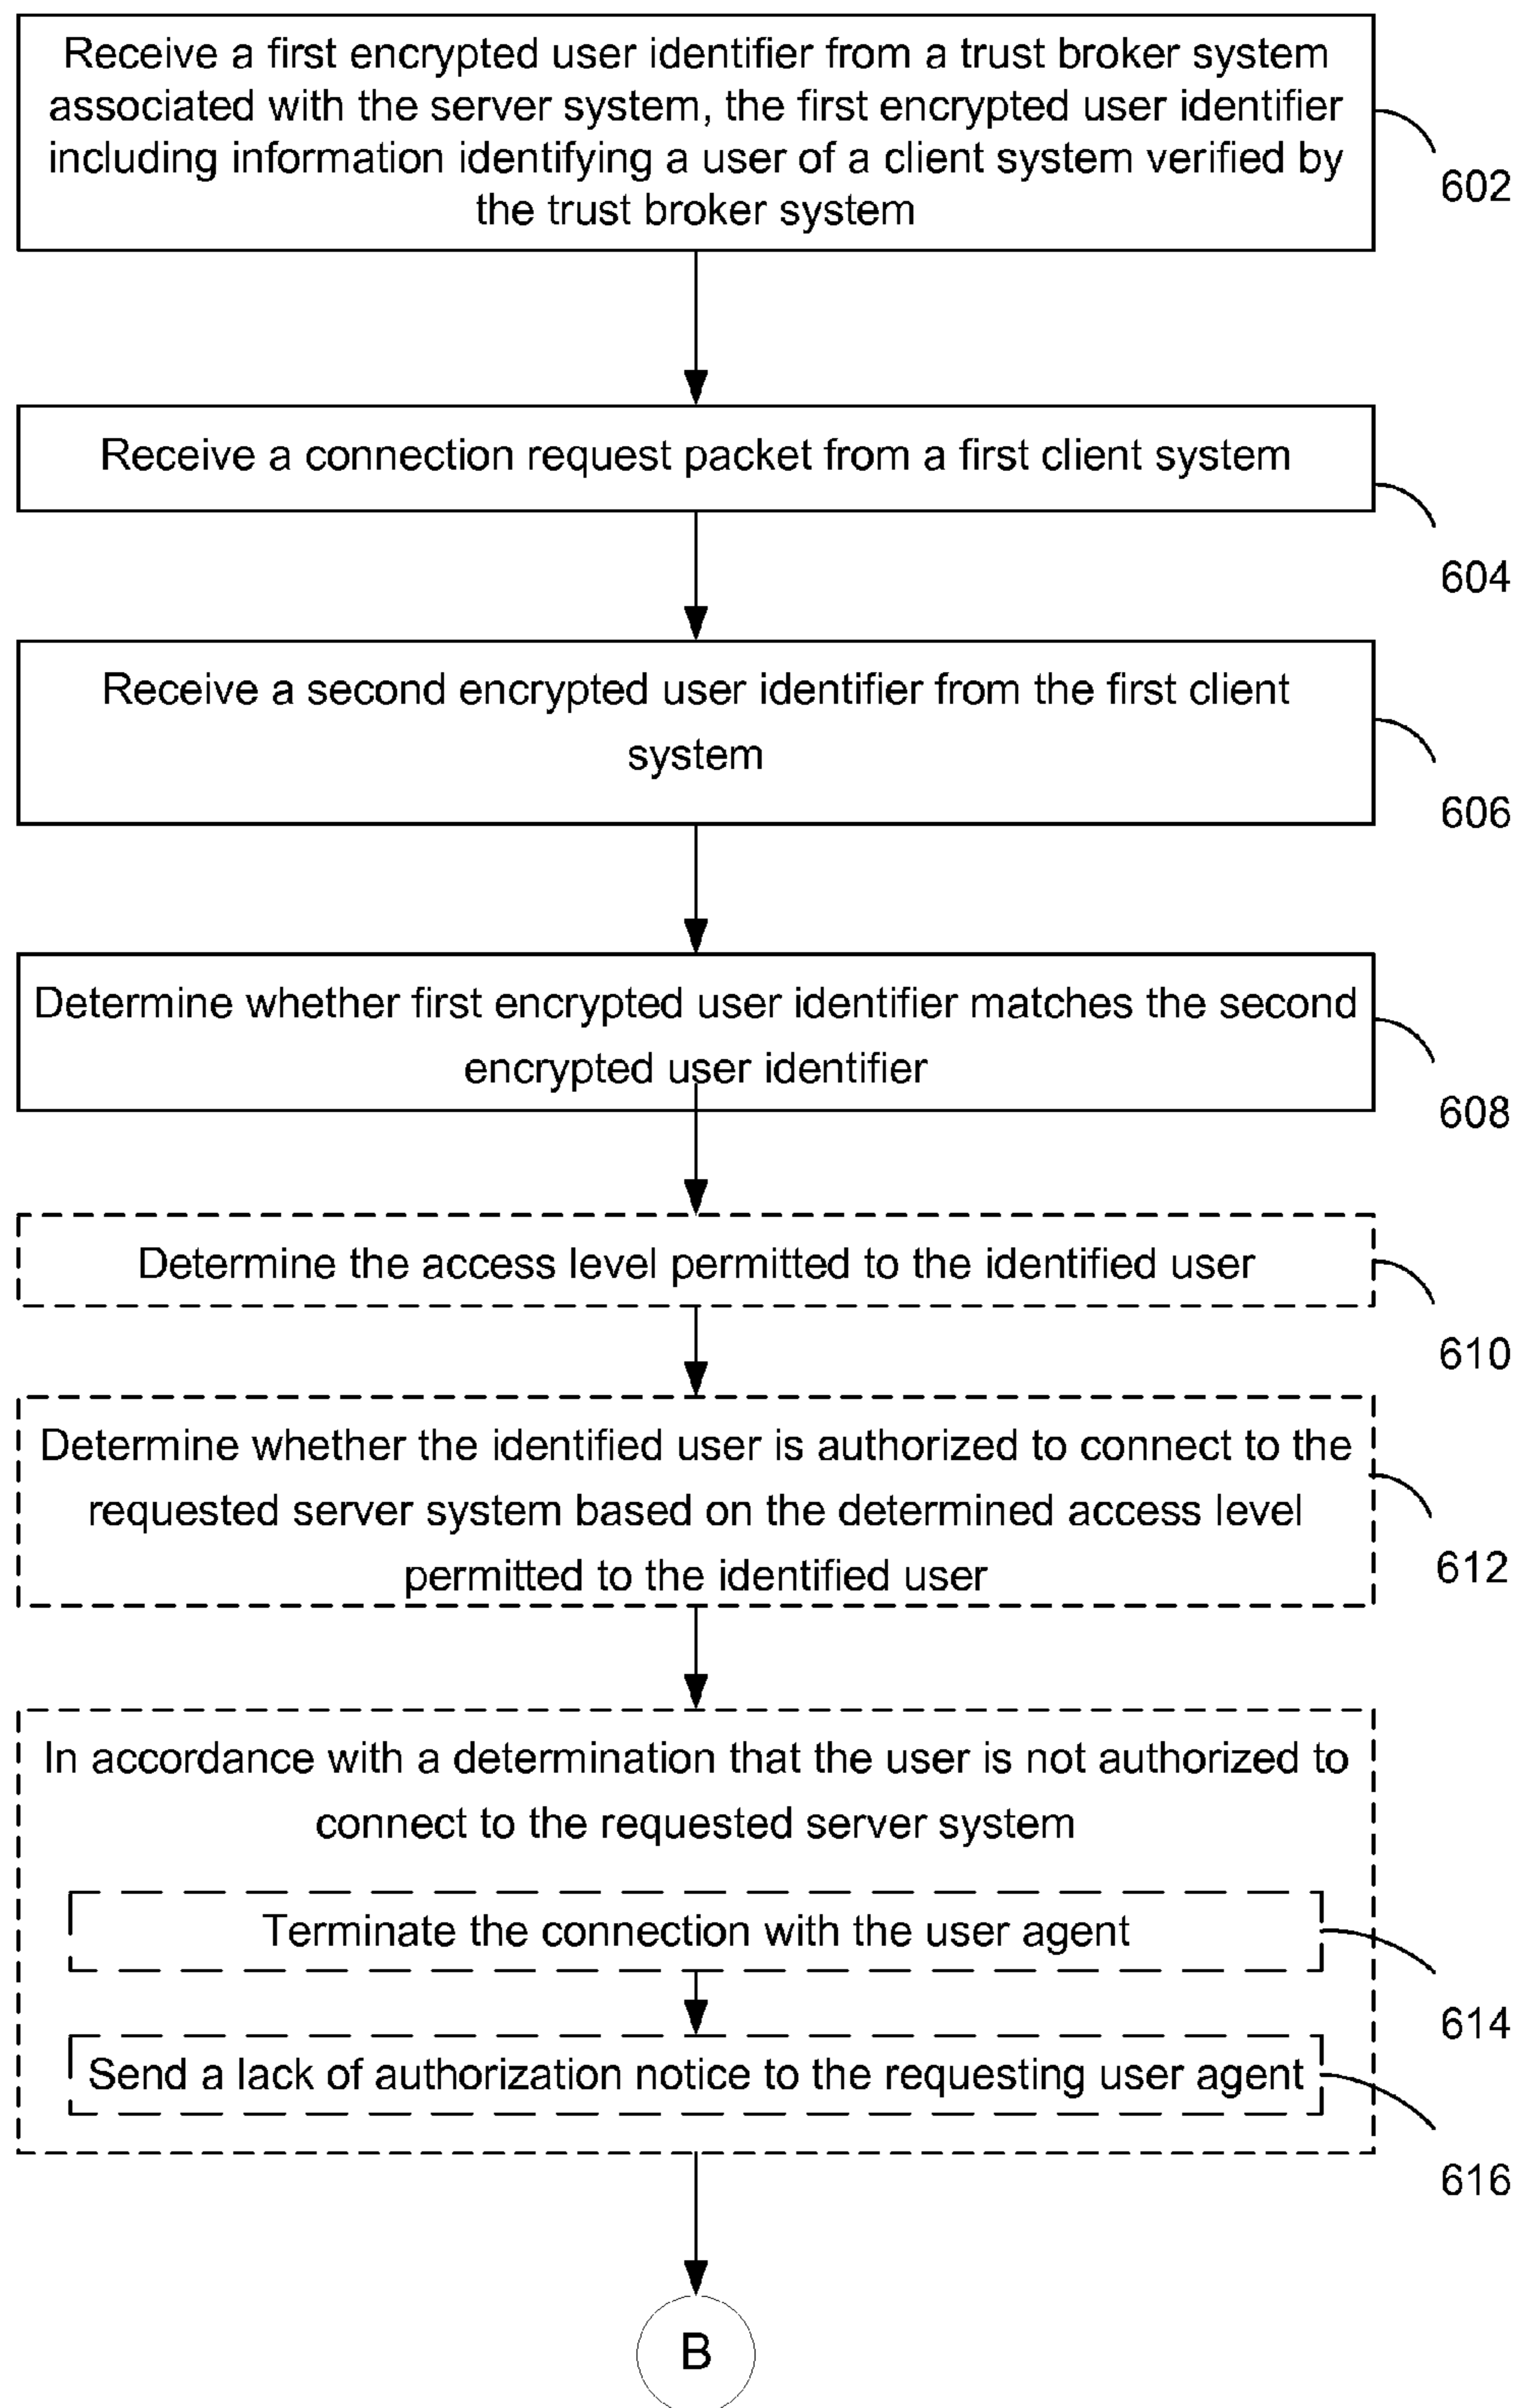 Receive a first encrypted user identifier from a trust broker system
associated with the server system, the first encrypted user identifier
including information identifying a user of a client system verified by
the trust broker system
602
Receive a connection request packet from a first client system
604
Receive a second encrypted user identifier from the first client
system
606
Determine whether first encrypted user identifier matches the second
encrypted user identifier
608
Determine the access level permitted to the identified user
610
Determine whether the identified user is authorized to connect to the
requested server system based on the determined access level
permitted to the identified user
612
In accordance with a determination that the user is not authorized to
connect to the requested server system
Terminate the connection with the user agent
614
Send a lack of authorization notice to the requesting user agent
616
B